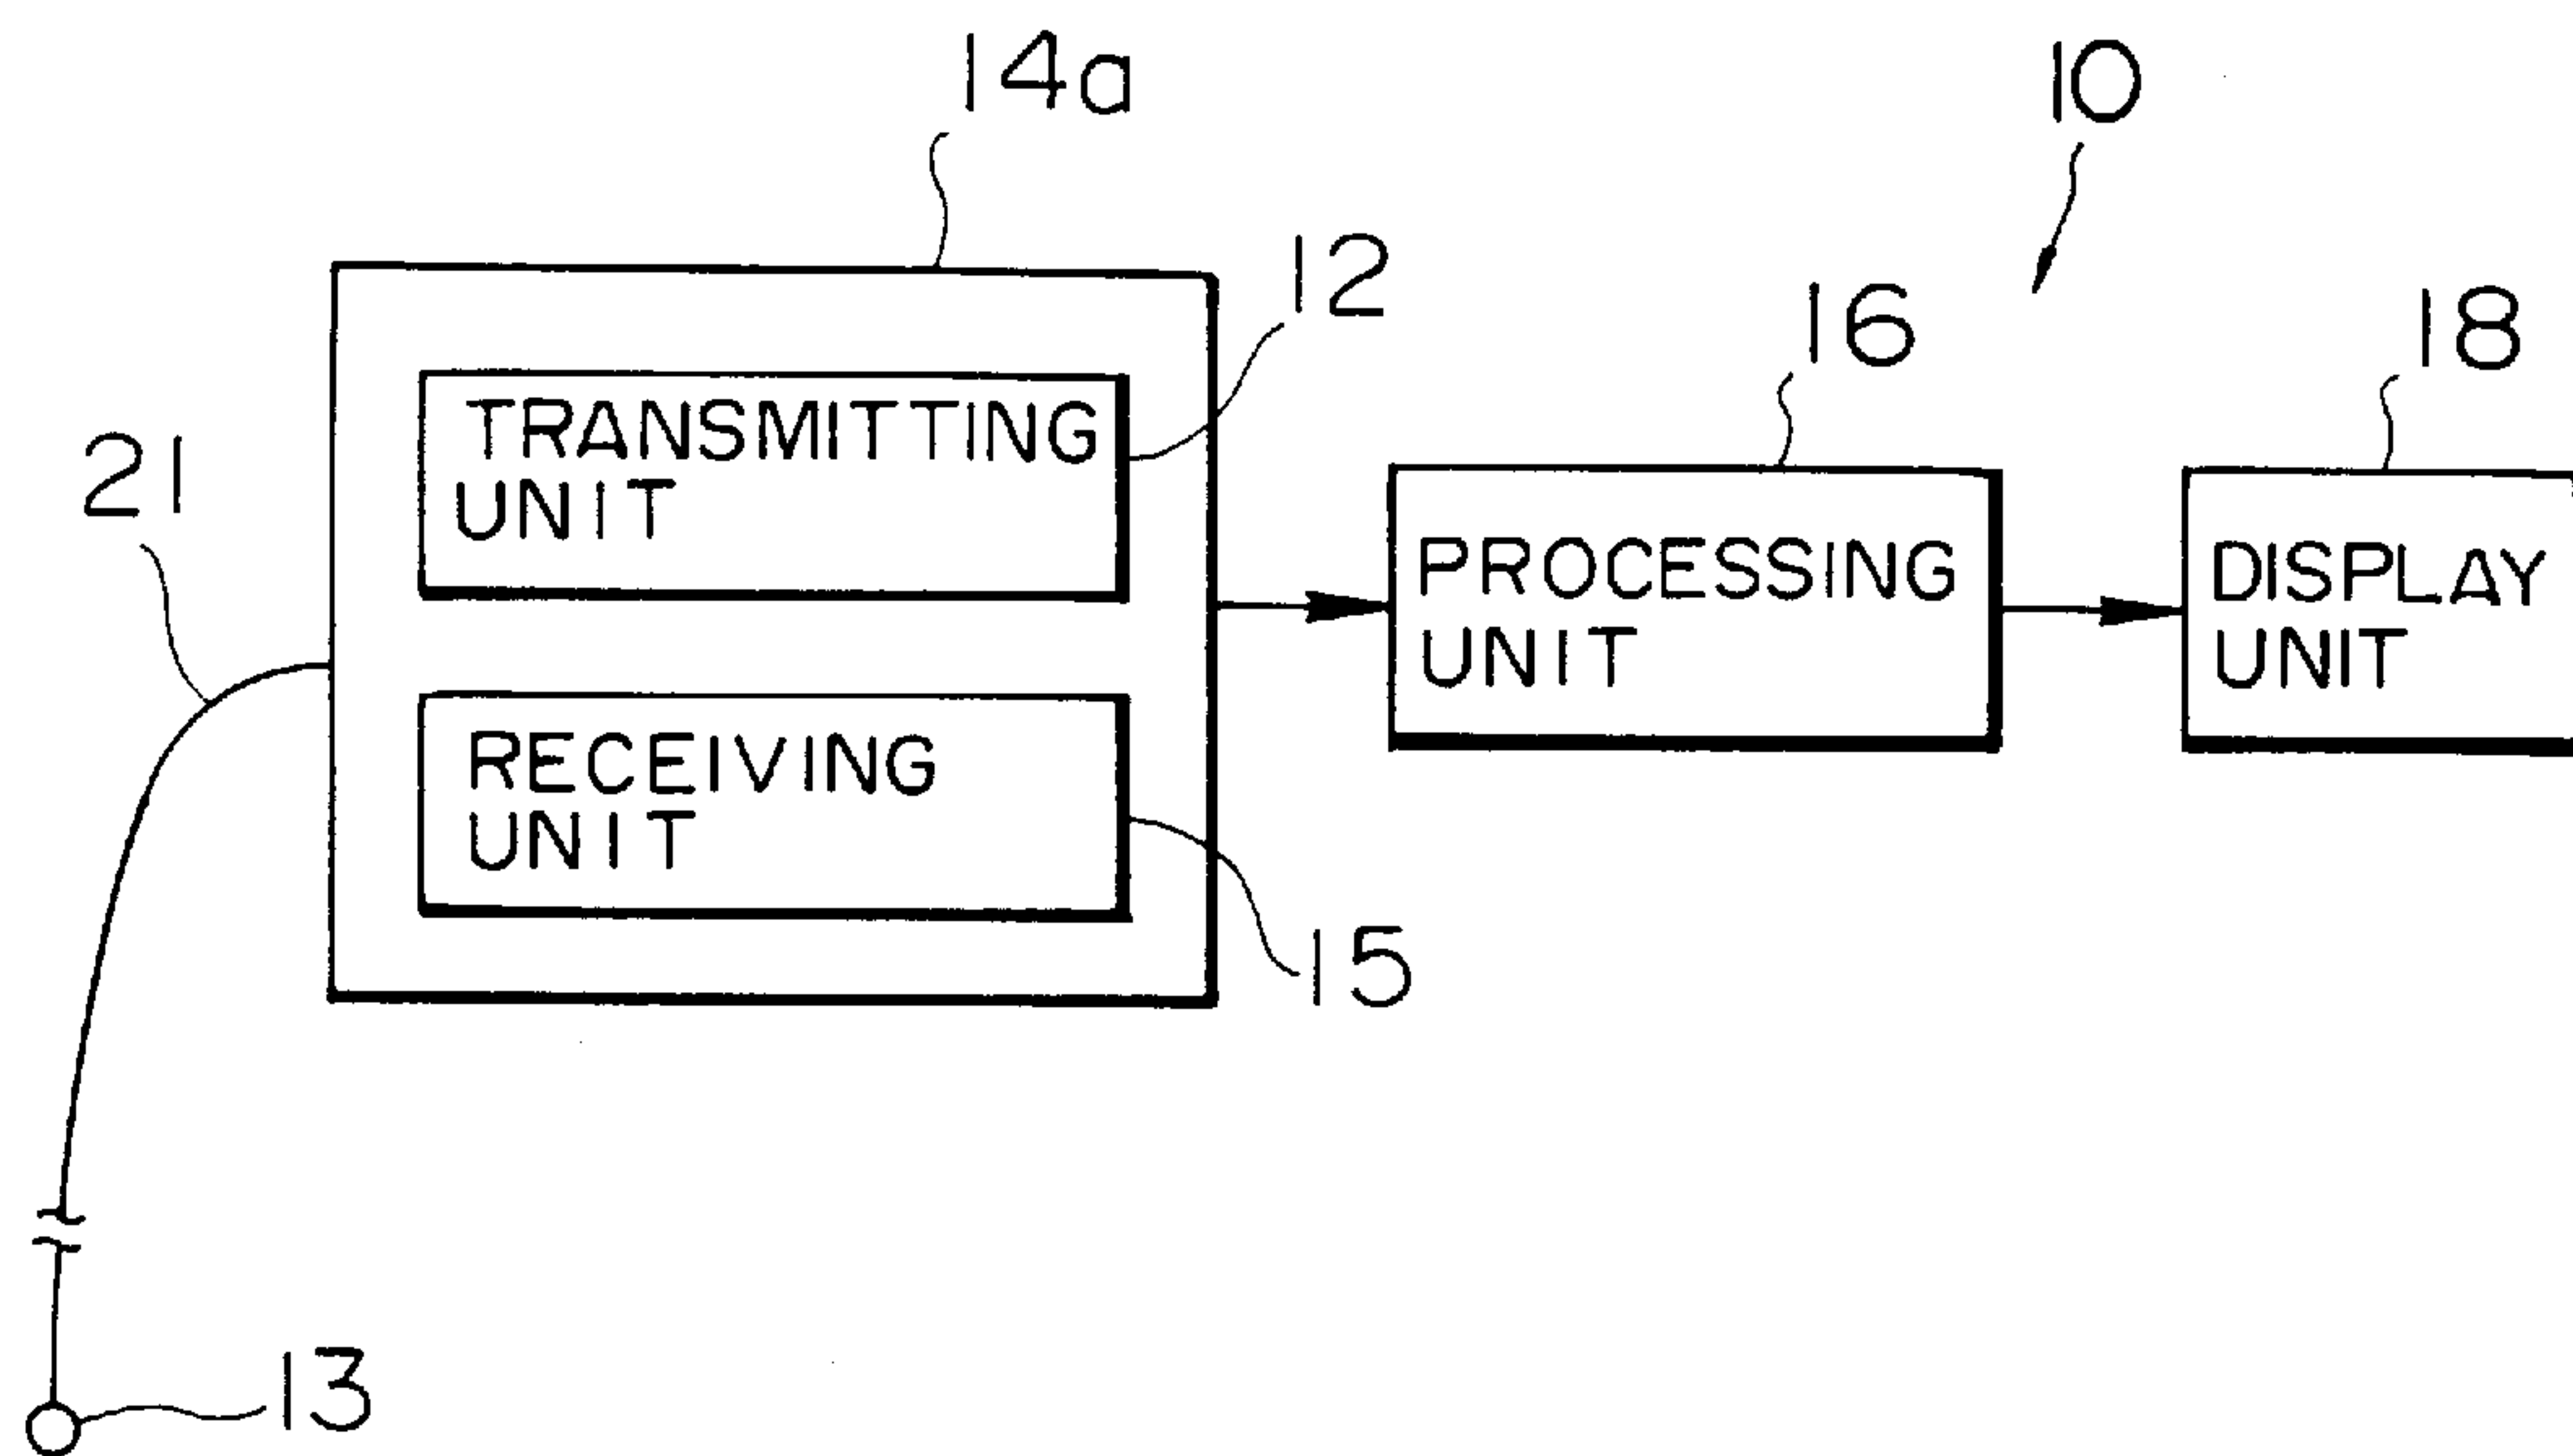 14a
10
12
16
18
21
TRANSMITTING
UNIT
PROCESSING
UNIT
DISPLAY
UNIT
RECEIVING
UNIT
15
13